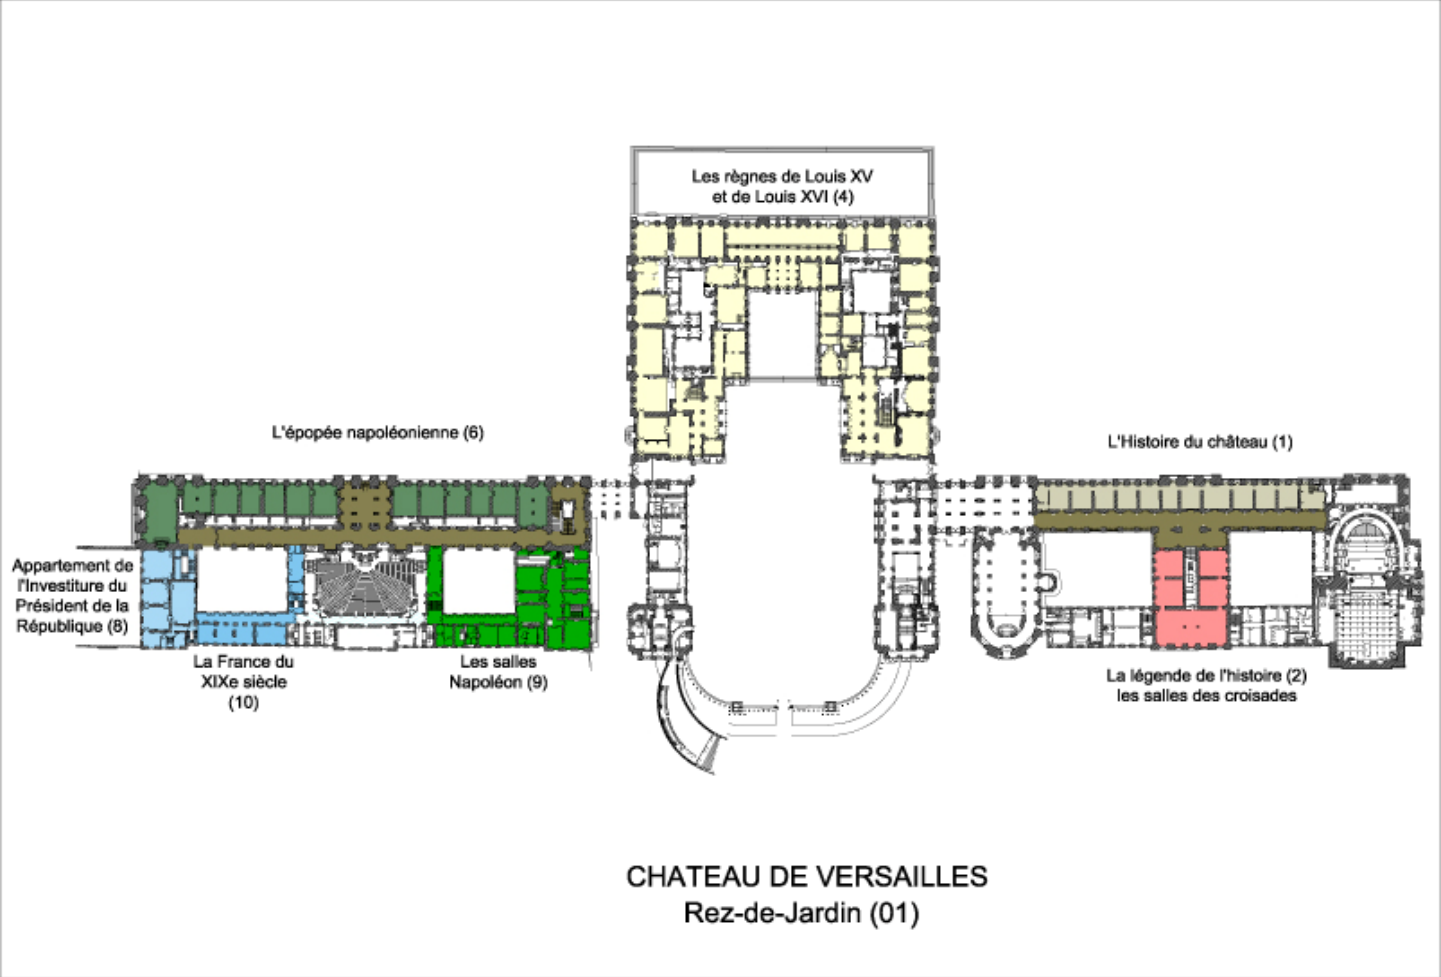 Les règnes de Louis XV
et de Louis XVI (4)
L'épopée napoléonienne (6)
L'Histoire du château (1)
Appartement de
l'Investiture du
Président de la
République (8)
La France du
XIXe siècle
(10)
Les salles
Napoléon (9)
La légende de l'histoire (2)
les salles des croisades
CHATEAU DE VERSAILLES
Rez-de-Jardin (01)